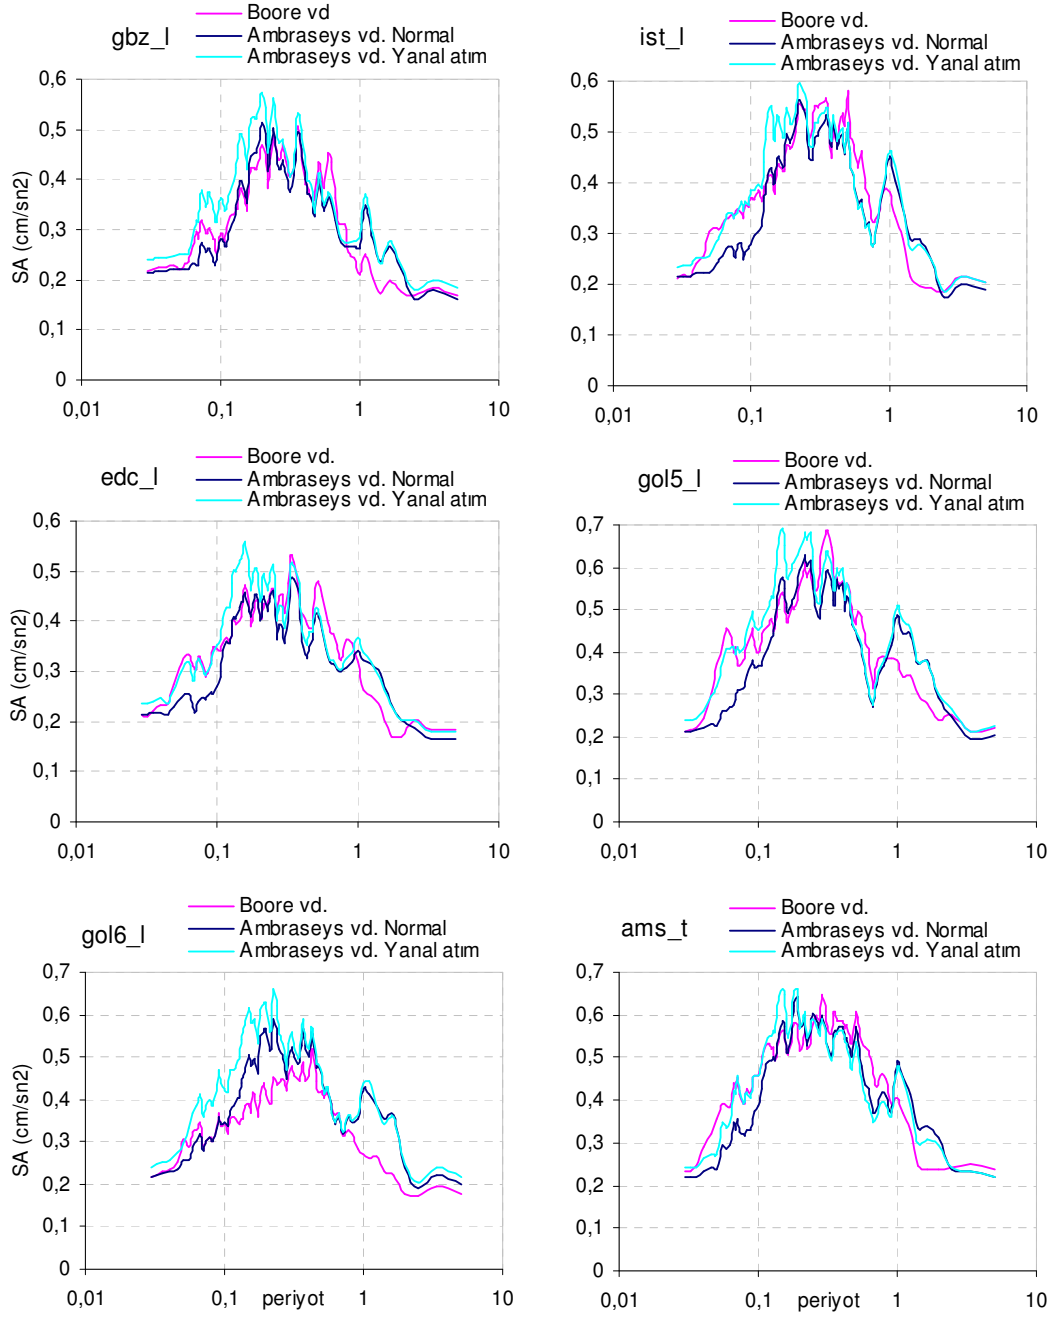 gbz_l
Boore vd
Ambraseys vd. Normal
Ambraseys vd. Yanal atım
SA (cm/sn2)
0,6
0,5
0,4
0,3
0,2
0,1
0
0,01
0,1
1
10
ist_l
Boore vd.
Ambraseys vd. Normal
Ambraseys vd. Yanal atım
0,6
0,5
0,4
0,3
0,2
0,1
0
0,01
0,1
1
10
edc_l
Boore vd.
Ambraseys vd. Normal
Ambraseys vd. Yanal atım
SA (cm/sn2)
0,6
0,5
0,4
0,3
0,2
0,1
0
0,01
0,1
1
10
gol5_l
Boore vd.
Ambraseys vd. Normal
Ambraseys vd. Yanal atım
0,7
0,6
0,5
0,4
0,3
0,2
0,1
0
0,01
0,1
1
10
gol6_l
Boore vd.
Ambraseys vd. Normal
Ambraseys vd. Yanal atım
SA (cm/sn2)
0,7
0,6
0,5
0,4
0,3
0,2
0,1
0
0,01
0,1
1
10
periyot
ams_t
Boore vd.
Ambraseys vd. Normal
Ambraseys vd. Yanal atım
0,7
0,6
0,5
0,4
0,3
0,2
0,1
0
0,01
0,1
1
10
periyot